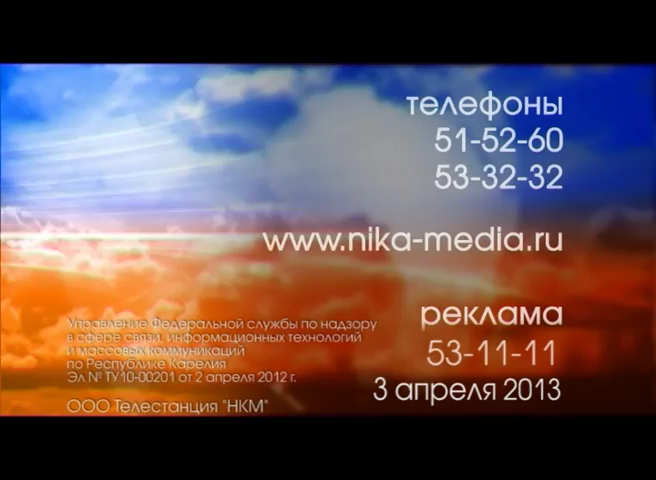 телефоны
51-52-60
53-32-32
www.nika-media.ru
реклама
53-11-11
3 апреля 2013
Управление Федеральной службы по надзору
в сфере связи, информационных технологий
и массовых коммуникаций
по Республике Карелия
Эл № ТУ10-00201 от 2 апреля 2012 г.
ООО Телестанция "НКМ"